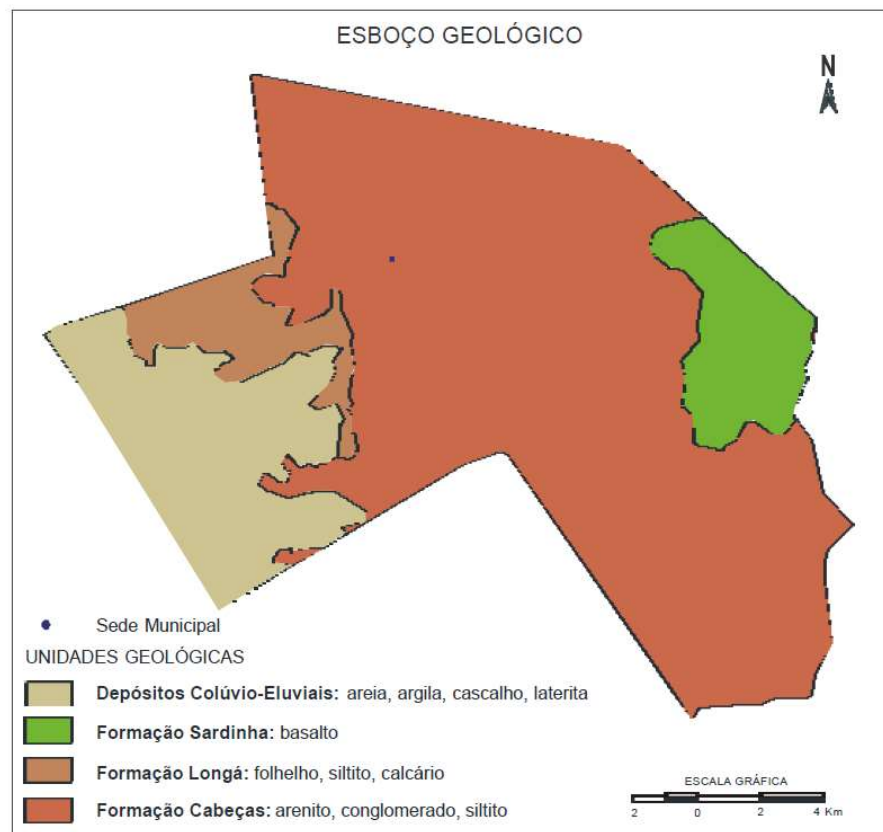 ESBOÇO GEOLÓGICO
N
Sede Municipal
UNIDADES GEOLÓGICAS
Depósitos Colúvio-Eluviais: areia, argila, cascalho, laterita
Formação Sardinha: basalto
Formação Longá: folhelho, siltito, calcário
Formação Cabeças: arenito, conglomerado, siltito
ESCALA GRÁFICA
2 0 2 4 Km